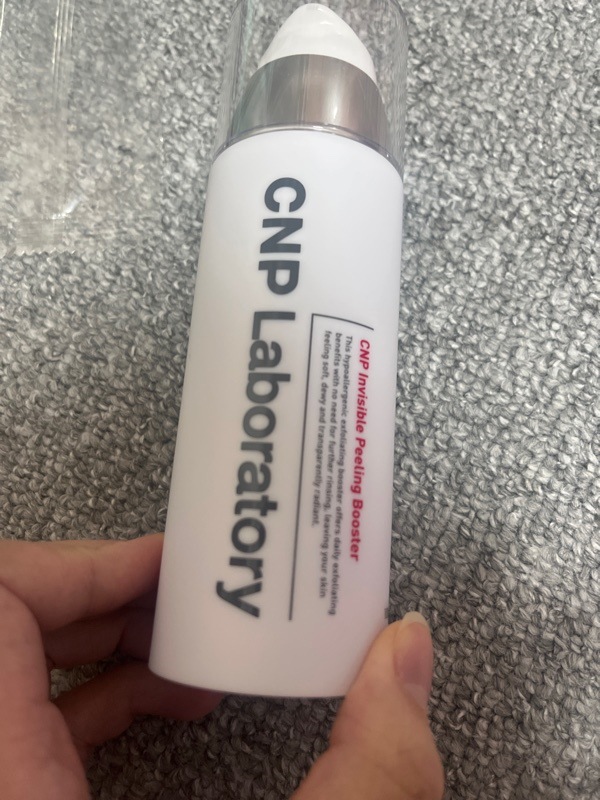 CNP Laboratory
CNP Invisible Peeling Booster
This hypoallergenic exfoliating booster offers daily exfoliating
benefits with no need for further rinsing, leaving your skin
feeling soft, dewy and transparently radiant.